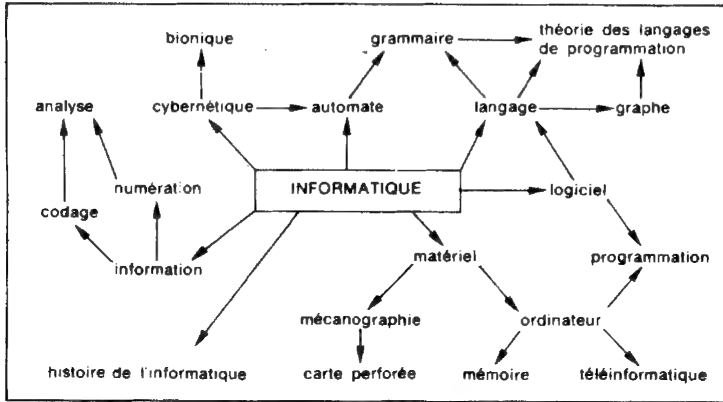 bionique
grammaire
théorie des langages
de programmation
analyse
cybernétique
automate
langage
graphe
numération
INFORMATIQUE
logiciel
codage
information
matériel
programmation
mécanographie
ordinateur
histoire de l'informatique
carte perforée
mémoire
téléinformatique